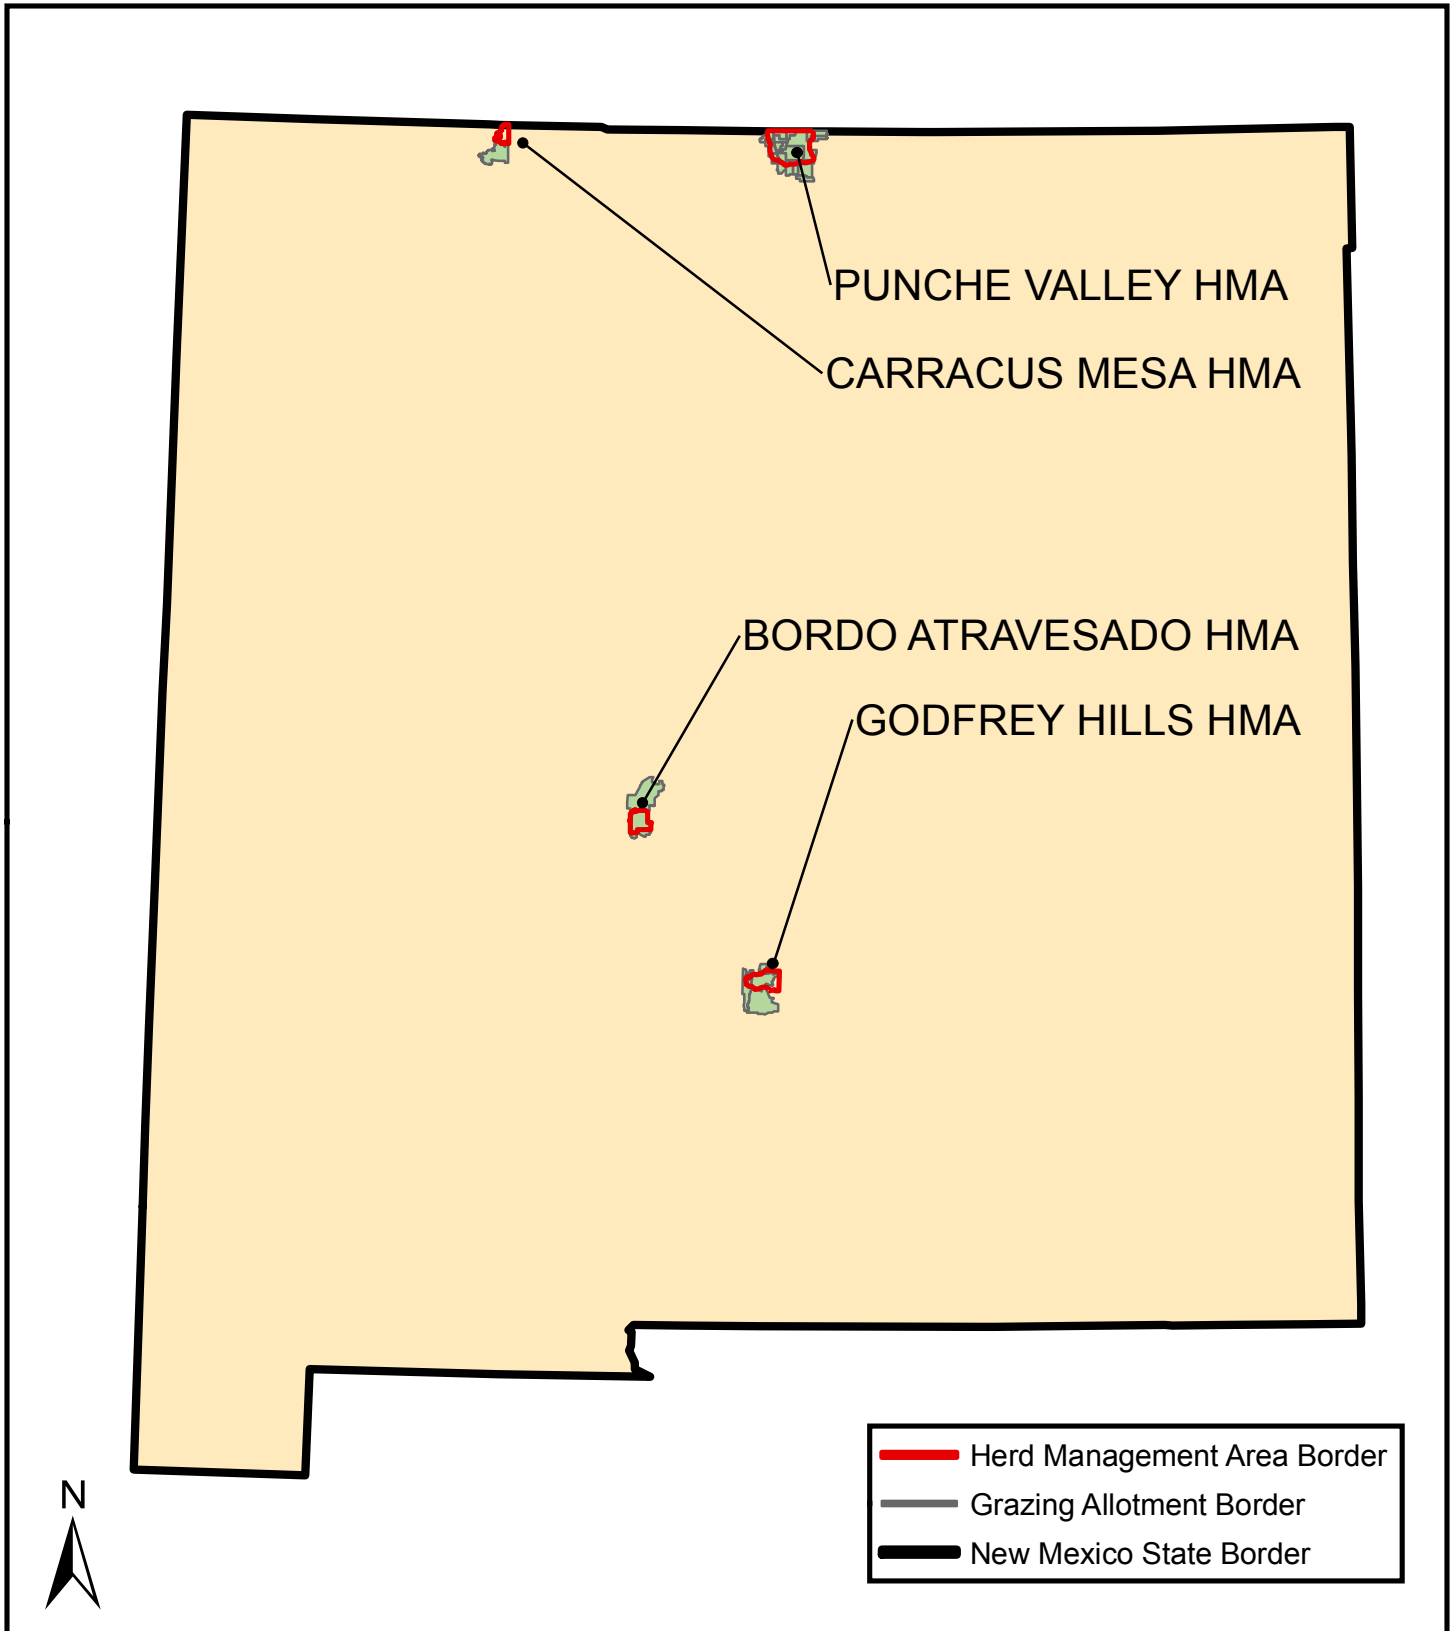 PUNCHE VALLEY HMA
CARRACUS MESA HMA
BORDO ATRAVESADO HMA
GODFREY HILLS HMA
Herd Management Area Border
Grazing Allotment Border
New Mexico State Border
N